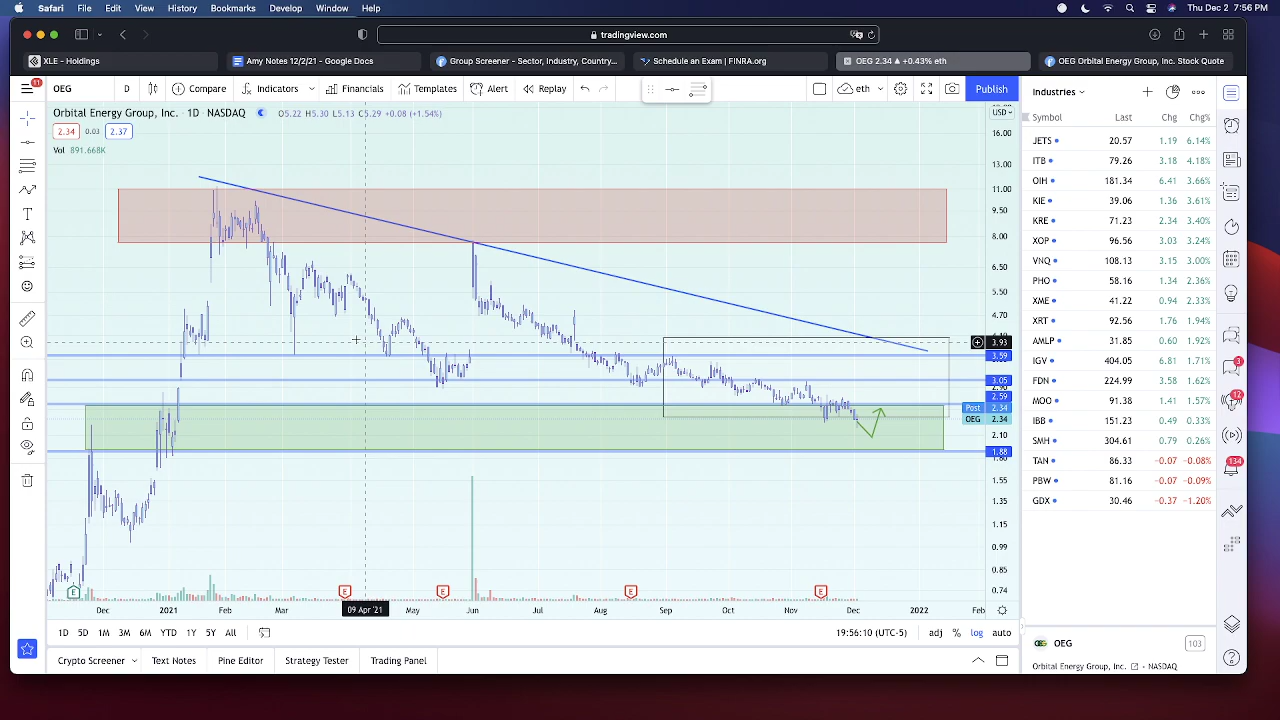 Safari File Edit View History Bookmarks Develop Window Help Thu Dec 2 7:56 PM
tradingview.com
XLE - Holdings
Amy Notes 12/2/21 - Google Docs
Group Screener - Sector, Industry, Country...
Schedule an Exam | FINRA.org
OEG 2.34 ▲ +0.43% eth
OEG Orbital Energy Group, Inc. Stock Quote
31
OEG D Compare Indicators Financials Templates Alert Replay eth Publish
Orbital Energy Group, Inc. · 1D · NASDAQ O5.22 H5.30 L5.13 C5.29 +0.08 (+1.54%)
2.34 0.03 2.37
Vol 891.668K
USD
16.00
13.00
11.00
9.50
8.00
6.50
5.50
4.70
3.93
3.59
3.05
2.90
2.59
Post 2.34
OEG 2.34
2.10
1.88
1.55
1.35
1.15
0.99
0.85
0.74
E E E E E
Dec 2021 Feb Mar 09 Apr '21 May Jun Jul Aug Sep Oct Nov Dec 2022 Feb
1D 5D 1M 3M 6M YTD 1Y 5Y All 19:56:10 (UTC-5) adj % log auto
Crypto Screener Text Notes Pine Editor Strategy Tester Trading Panel
Industries
Symbol Last Chg Chg%
JETS 20.57 1.19 6.14%
ITB 79.26 3.18 4.18%
OIH 181.34 6.41 3.66%
KIE 39.06 1.36 3.61%
KRE 71.23 2.34 3.40%
XOP 96.56 3.03 3.24%
VNQ 108.13 3.15 3.00%
PHO 58.16 1.34 2.36%
XME 41.22 0.94 2.33%
XRT 92.56 1.76 1.94%
AMLP 31.85 0.60 1.92%
IGV 404.05 6.81 1.71%
FDN 224.99 3.58 1.62%
MOO 91.38 1.41 1.57%
IBB 151.23 0.49 0.33%
SMH 304.61 0.79 0.26%
TAN 86.33 −0.07 −0.08%
PBW 81.16 −0.07 −0.09%
GDX 30.46 −0.37 −1.20%
3
12
134
OEG 103
Orbital Energy Group, Inc. · NASDAQ